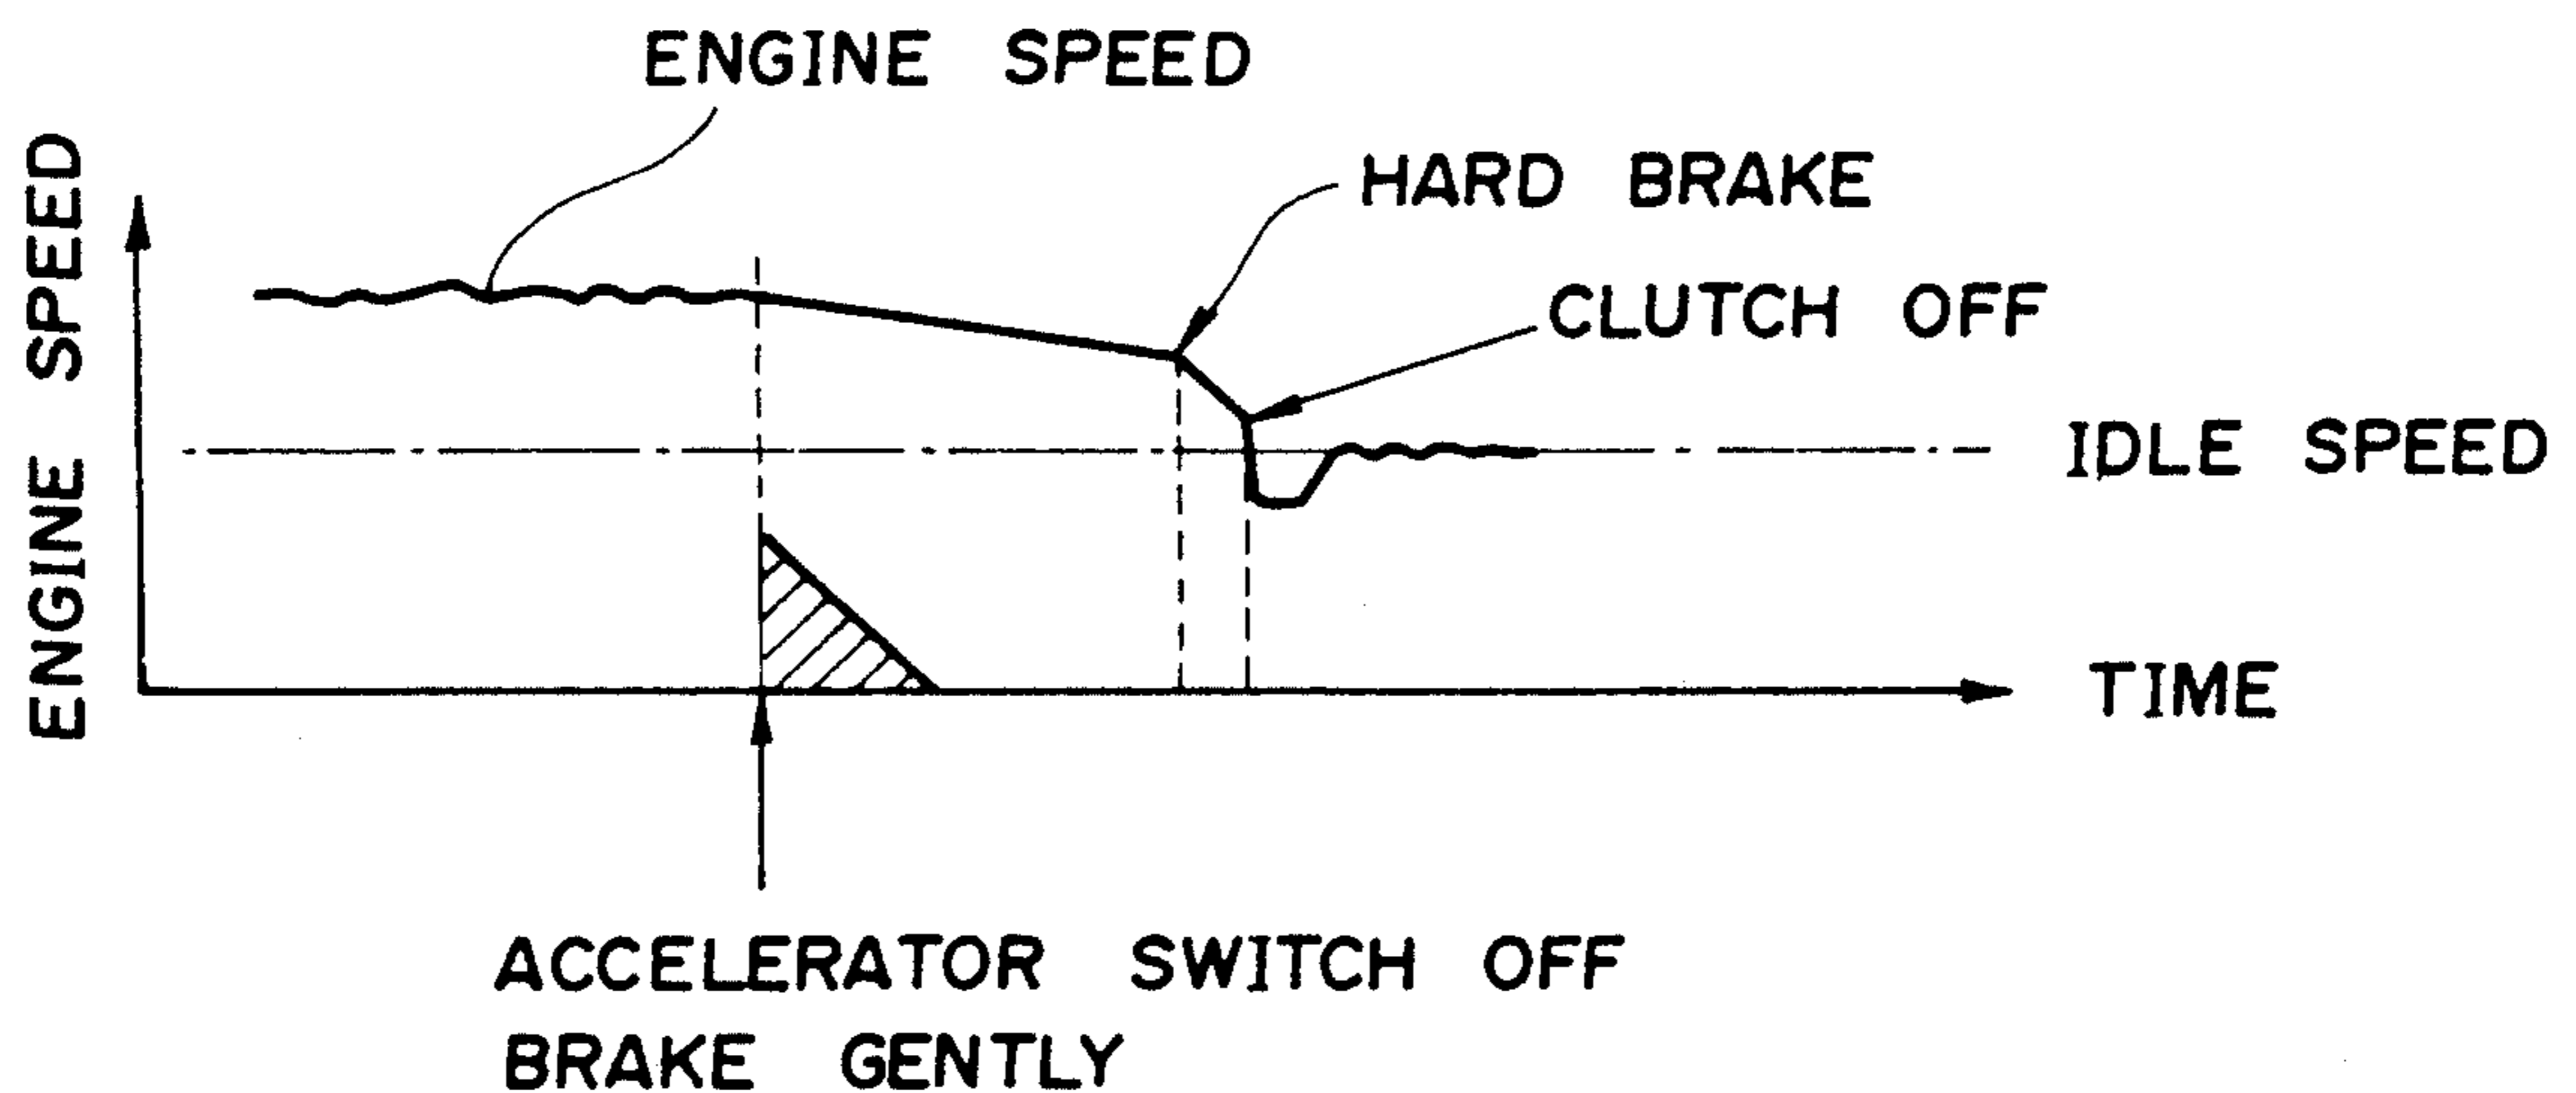 ENGINE SPEED
HARD BRAKE
CLUTCH OFF
IDLE SPEED
ENGINE SPEED
TIME
ACCELERATOR SWITCH OFF
BRAKE GENTLY